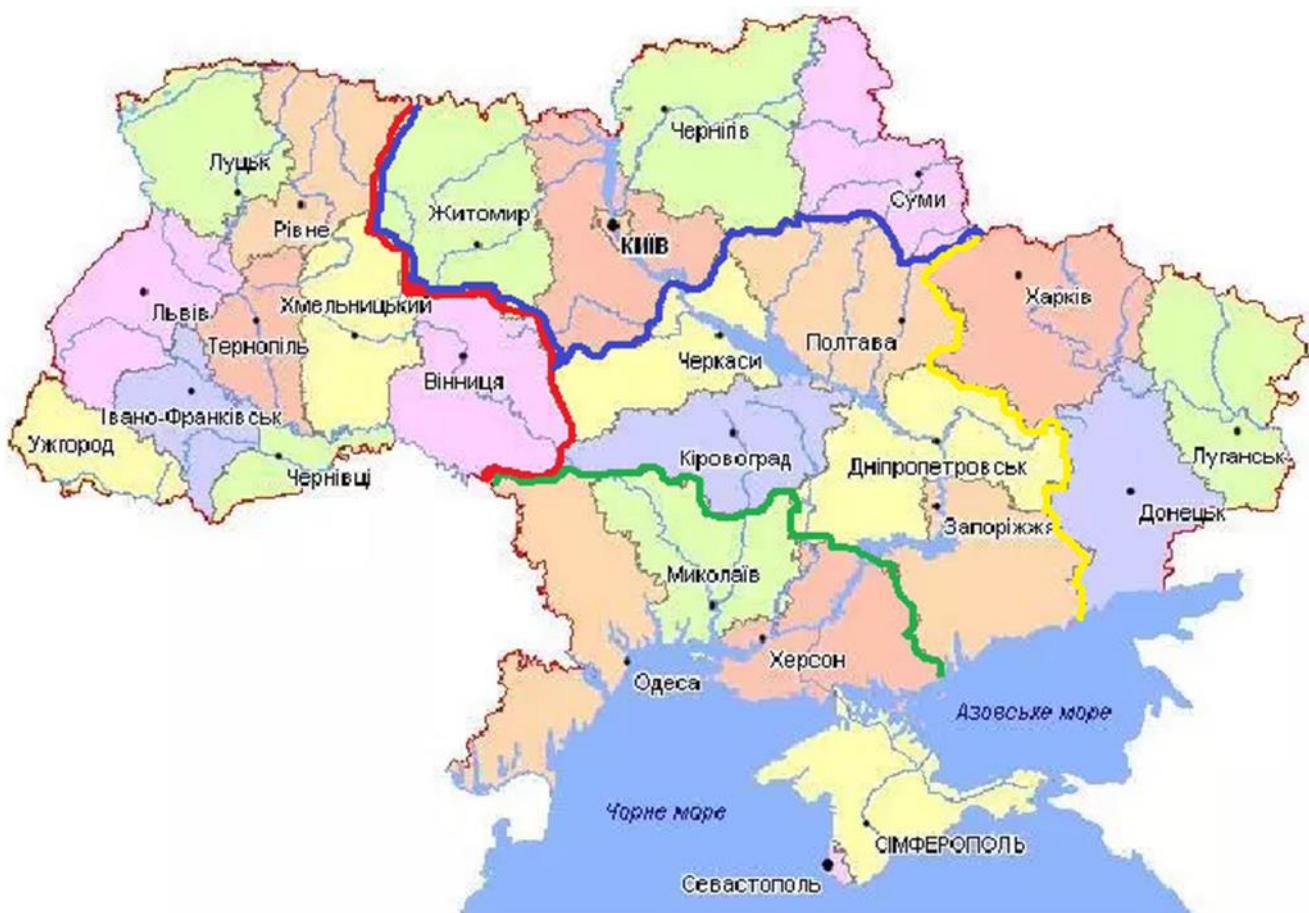 Чернігів
Луцьк
Суми
Житомир
Рівне
КИЇВ
Харків
Львів
Хмельницький
Тернопіль
Полтава
Черкаси
Вінниця
Івано-Франківськ
Ужгород
Кіровоград
Луганськ
Чернівці
Дніпропетровськ
Донецьк
Запоріжжя
Миколаїв
Херсон
Одеса
Азовське море
Чорне море
СІМФЕРОПОЛЬ
Севастополь